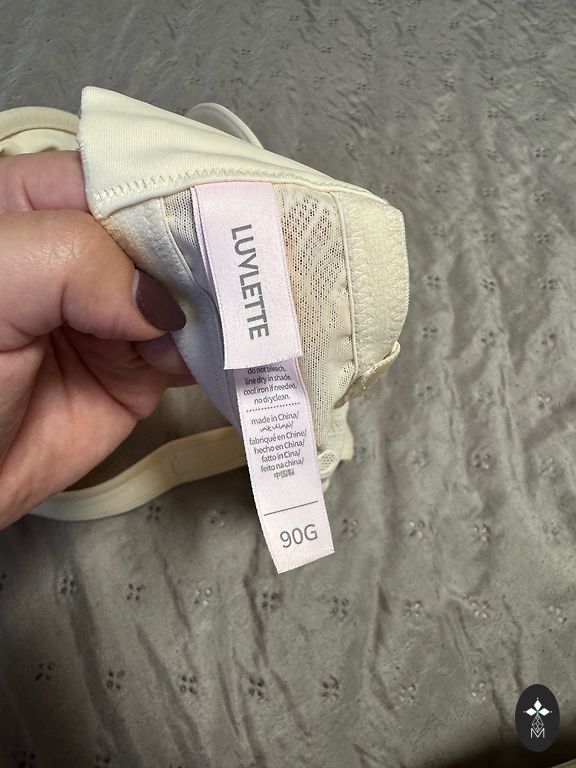 LUVLETTE
do not bleach,
line dry in shade,
cool iron if needed,
no dryclean.
made in China/
fabriqué en Chine/
hecho en China/
fatto in Cina/
feito na china/
中国製
90G
M